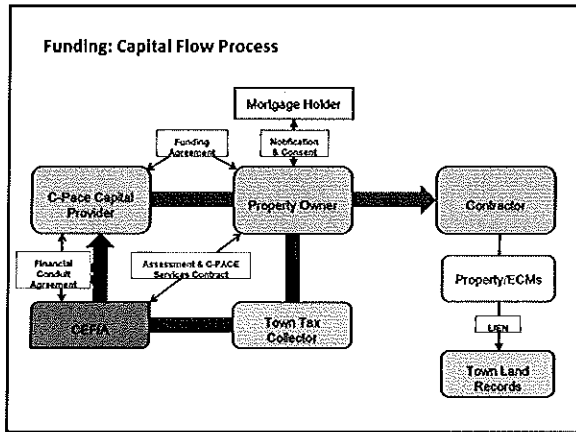 Funding: Capital Flow Process
Mortgage Holder
Funding
Agreement
Notification
& Consent
C-Pace Capital
Provider
Property Owner
Contractor
Financial
Conduit
Agreement
Assessment & C-PACE
Services Contract
Property/ECMs
CEFIA
Town Tax
Collector
LIEN
Town Land
Records